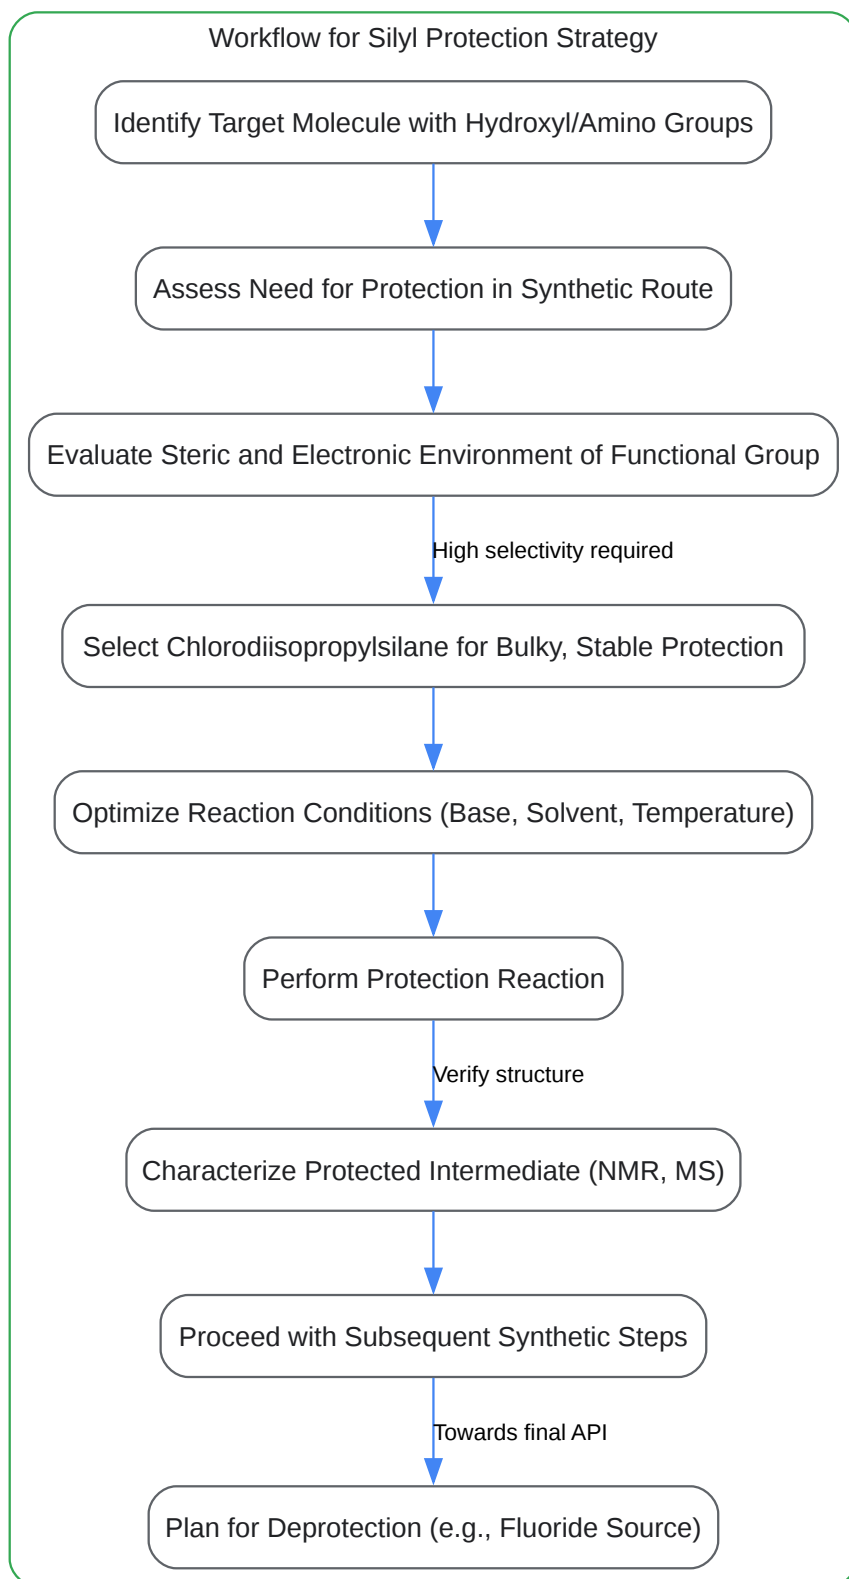 Workflow for Silyl Protection Strategy
Identify Target Molecule with Hydroxyl/Amino Groups
Assess Need for Protection in Synthetic Route
Evaluate Steric and Electronic Environment of Functional Group
High selectivity required
Select Chlorodiisopropylsilane for Bulky, Stable Protection
Optimize Reaction Conditions (Base, Solvent, Temperature)
Perform Protection Reaction
Verify structure
Characterize Protected Intermediate (NMR, MS)
Proceed with Subsequent Synthetic Steps
Towards final API
Plan for Deprotection (e.g., Fluoride Source)